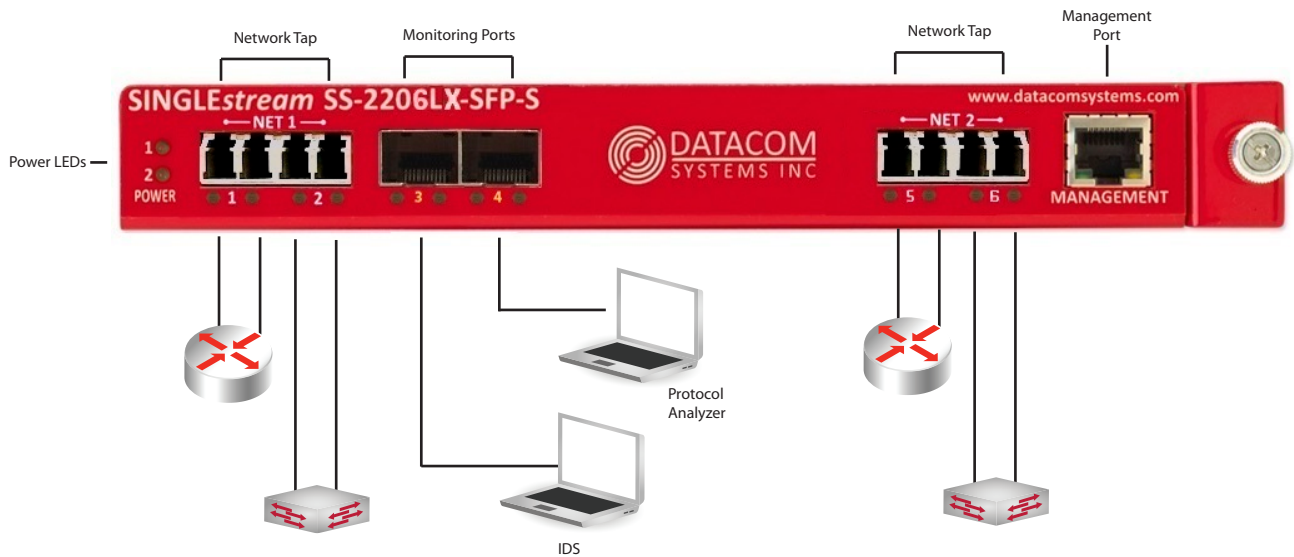 Network Tap
Monitoring Ports
Network Tap
Management
Port
SINGLEstream SS-2206LX-SFP-S
www.datacomsystems.com
NET 1
NET 2
DATACOM
SYSTEMS INC
Power LEDs
1
2
POWER
1
2
3
4
5
6
MANAGEMENT
Protocol
Analyzer
IDS